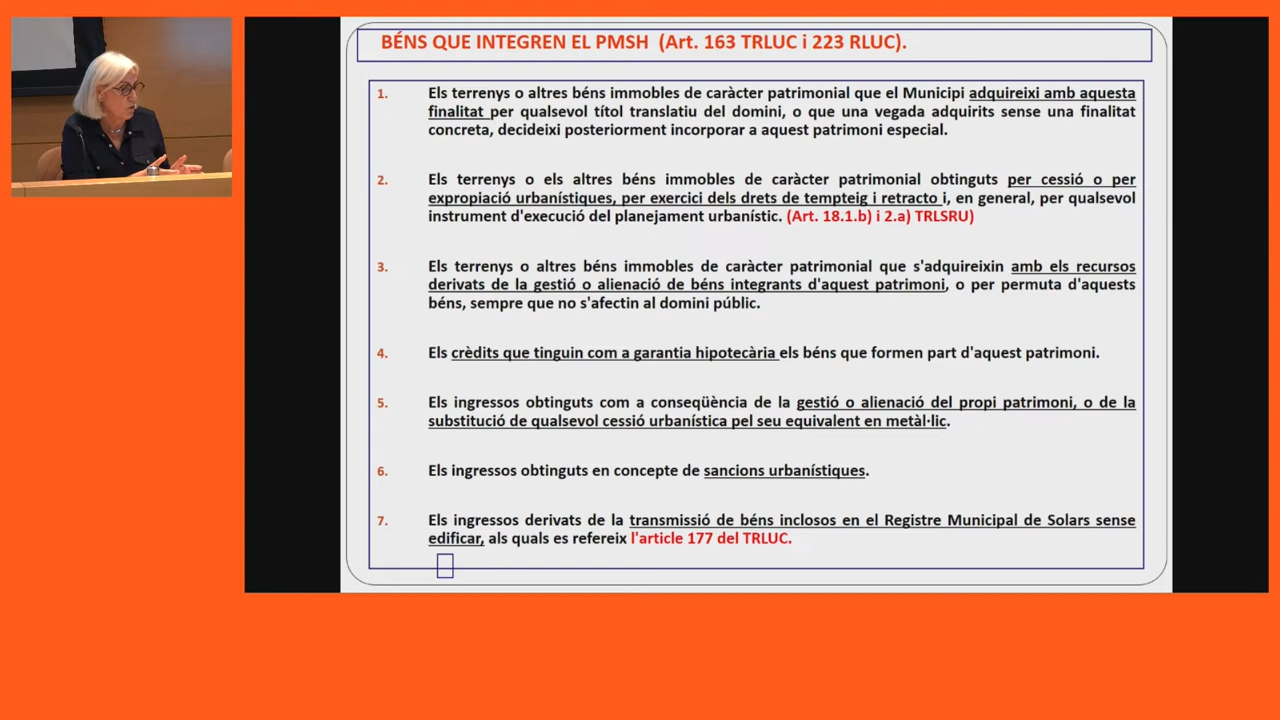 BÉNS QUE INTEGREN EL PMSH (Art. 163 TRLUC i 223 RLUC).
1. Els terrenys o altres béns immobles de caràcter patrimonial que el Municipi adquireixi amb aquesta
finalitat per qualsevol títol translatiu del domini, o que una vegada adquirits sense una finalitat
concreta, decideixi posteriorment incorporar a aquest patrimoni especial.
2. Els terrenys o els altres béns immobles de caràcter patrimonial obtinguts per cessió o per
expropiació urbanístiques, per exercici dels drets de tempteig i retracto i, en general, per qualsevol
instrument d'execució del planejament urbanístic. (Art. 18.1.b) i 2.a) TRLSRU)
3. Els terrenys o altres béns immobles de caràcter patrimonial que s'adquireixin amb els recursos
derivats de la gestió o alienació de béns integrants d'aquest patrimoni, o per permuta d'aquests
béns, sempre que no s'afectin al domini públic.
4. Els crèdits que tinguin com a garantia hipotecària els béns que formen part d'aquest patrimoni.
5. Els ingressos obtinguts com a conseqüència de la gestió o alienació del propi patrimoni, o de la
substitució de qualsevol cessió urbanística pel seu equivalent en metàl·lic.
6. Els ingressos obtinguts en concepte de sancions urbanístiques.
7. Els ingressos derivats de la transmissió de béns inclosos en el Registre Municipal de Solars sense
edificar, als quals es refereix l'article 177 del TRLUC.